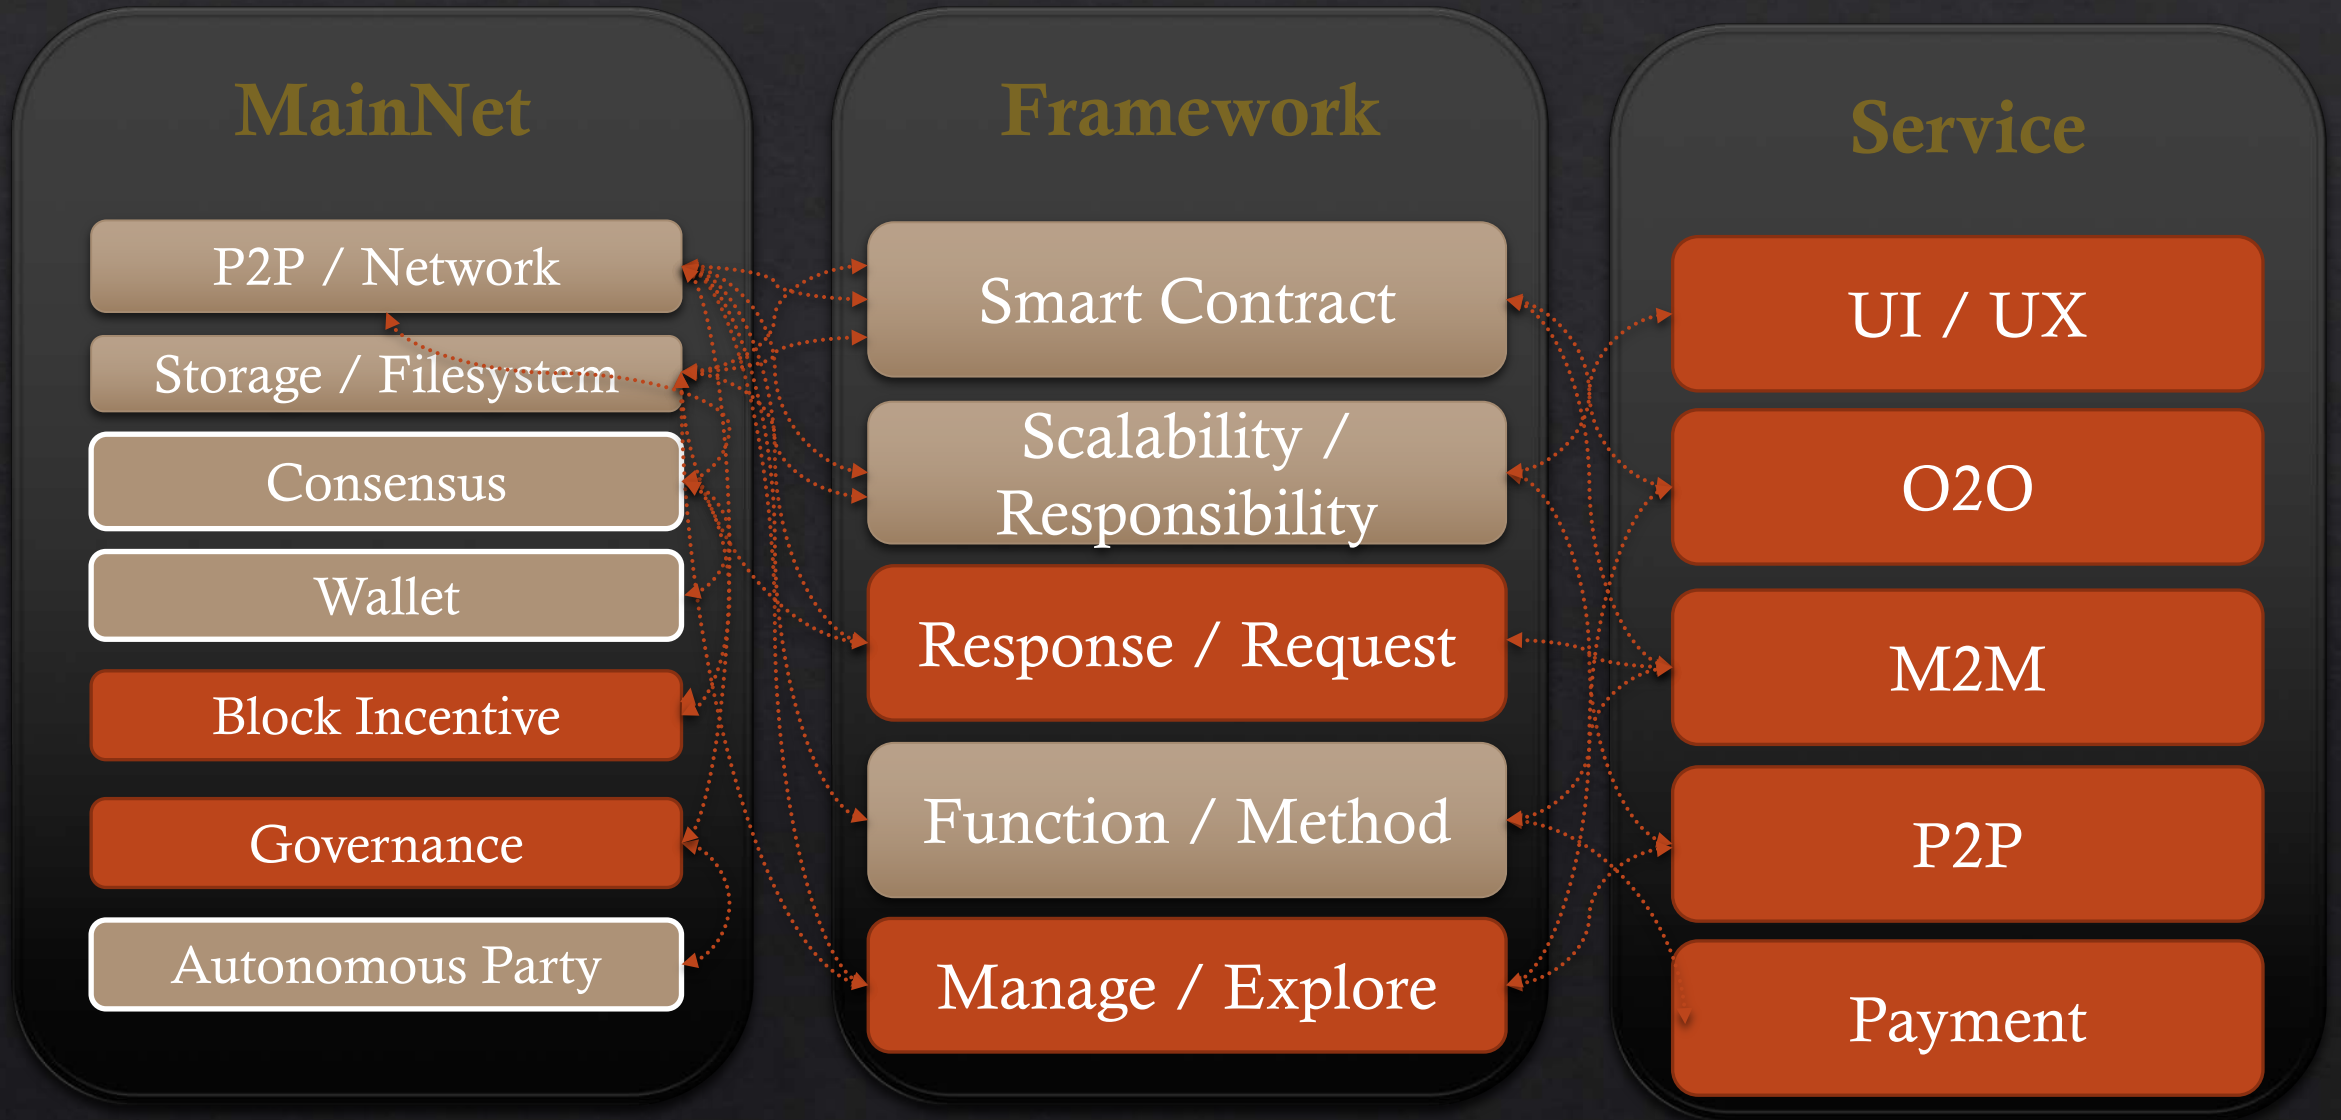 MainNet
P2P / Network
Storage / Filesystem
Consensus
Wallet
Block Incentive
Governance
Autonomous Party
Framework
Smart Contract
Scalability /
Responsibility
Response / Request
Function / Method
Manage / Explore
Service
UI / UX
O2O
M2M
P2P
Payment